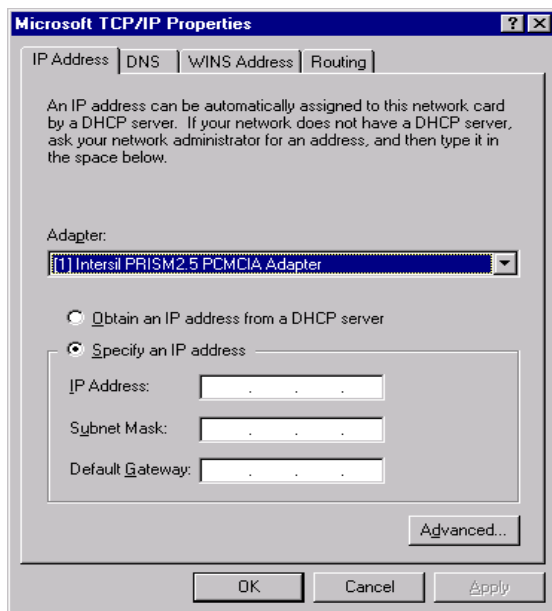 Microsoft TCP/IP Properties
IP Address
DNS
WINS Address
Routing
An IP address can be automatically assigned to this network card
by a DHCP server. If your network does not have a DHCP server,
ask your network administrator for an address, and then type it in
the space below.
Adapter:
[1] Intersil PRISM2.5 PCMCIA Adapter
Obtain an IP address from a DHCP server
Specify an IP address
IP Address: . . .
Subnet Mask: . . .
Default Gateway: . . .
Advanced...
OK
Cancel
Apply